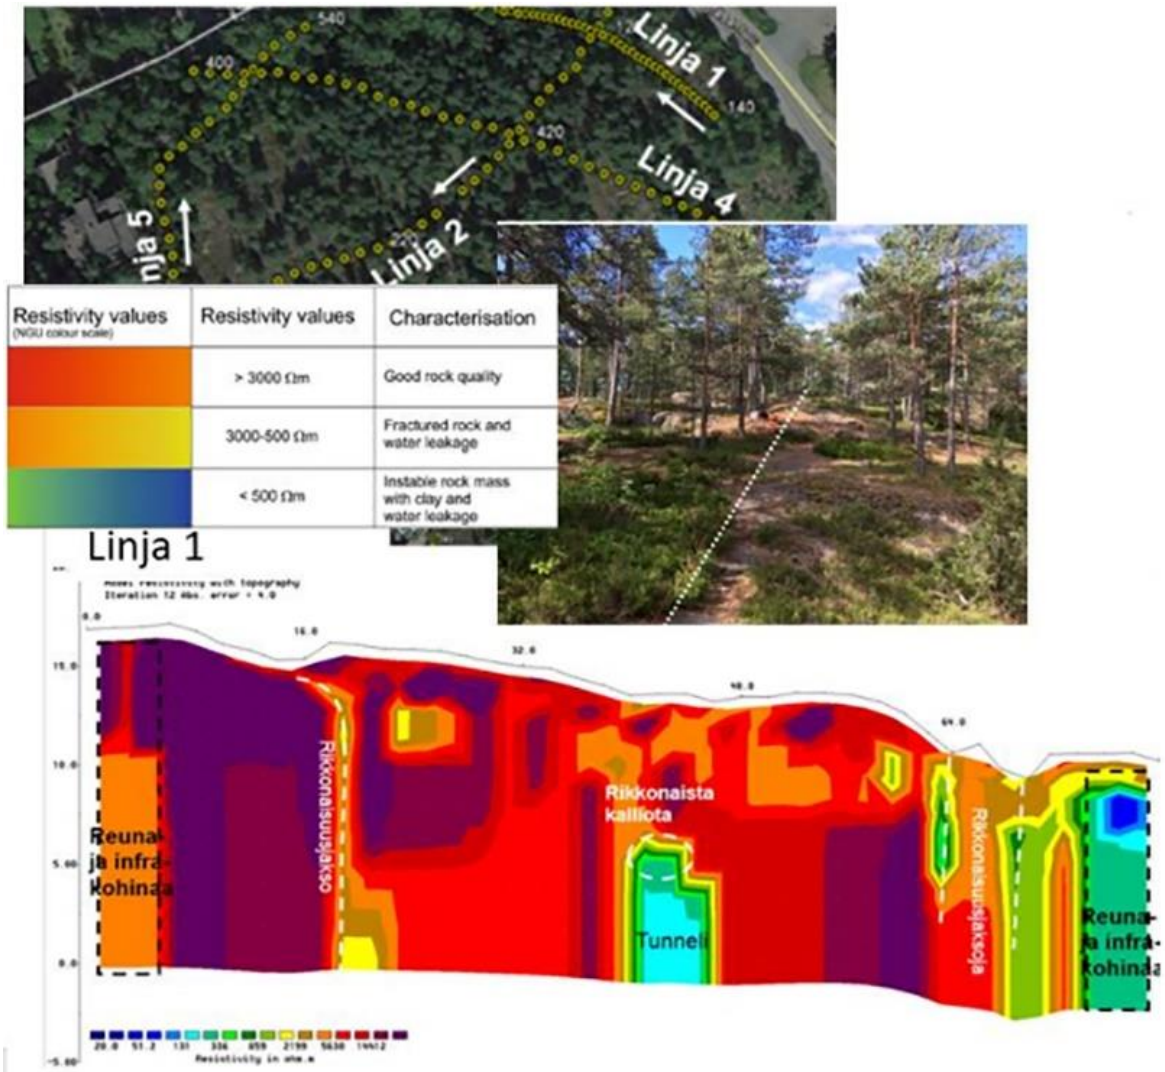 540
400
Linja 1
140
420
Linja 4
Linja 2
nja 5
Resistivity values
(NGU colour scale)
Resistivity values
Characterisation
> 3000 Ωm
Good rock quality
3000-500 Ωm
Fractured rock and
water leakage
< 500 Ωm
Instable rock mass
with clay and
water leakage
Linja 1
Model resistivity with topography
Iteration 12 Abs. error = 4.0
0.0
16.0
32.0
48.0
64.0
15.0
10.0
5.00
0.0
-5.00
Reuna-
ja infra-
kohinaa
Rikkonaisuusjakso
Rikkonaista
kalliota
Tunneli
Rikkonaisuusjaksoja
Reuna-
ja infra-
kohinaa
20.0 51.2 131 336 859 2199 5630 14412
Resistivity in ohm.m